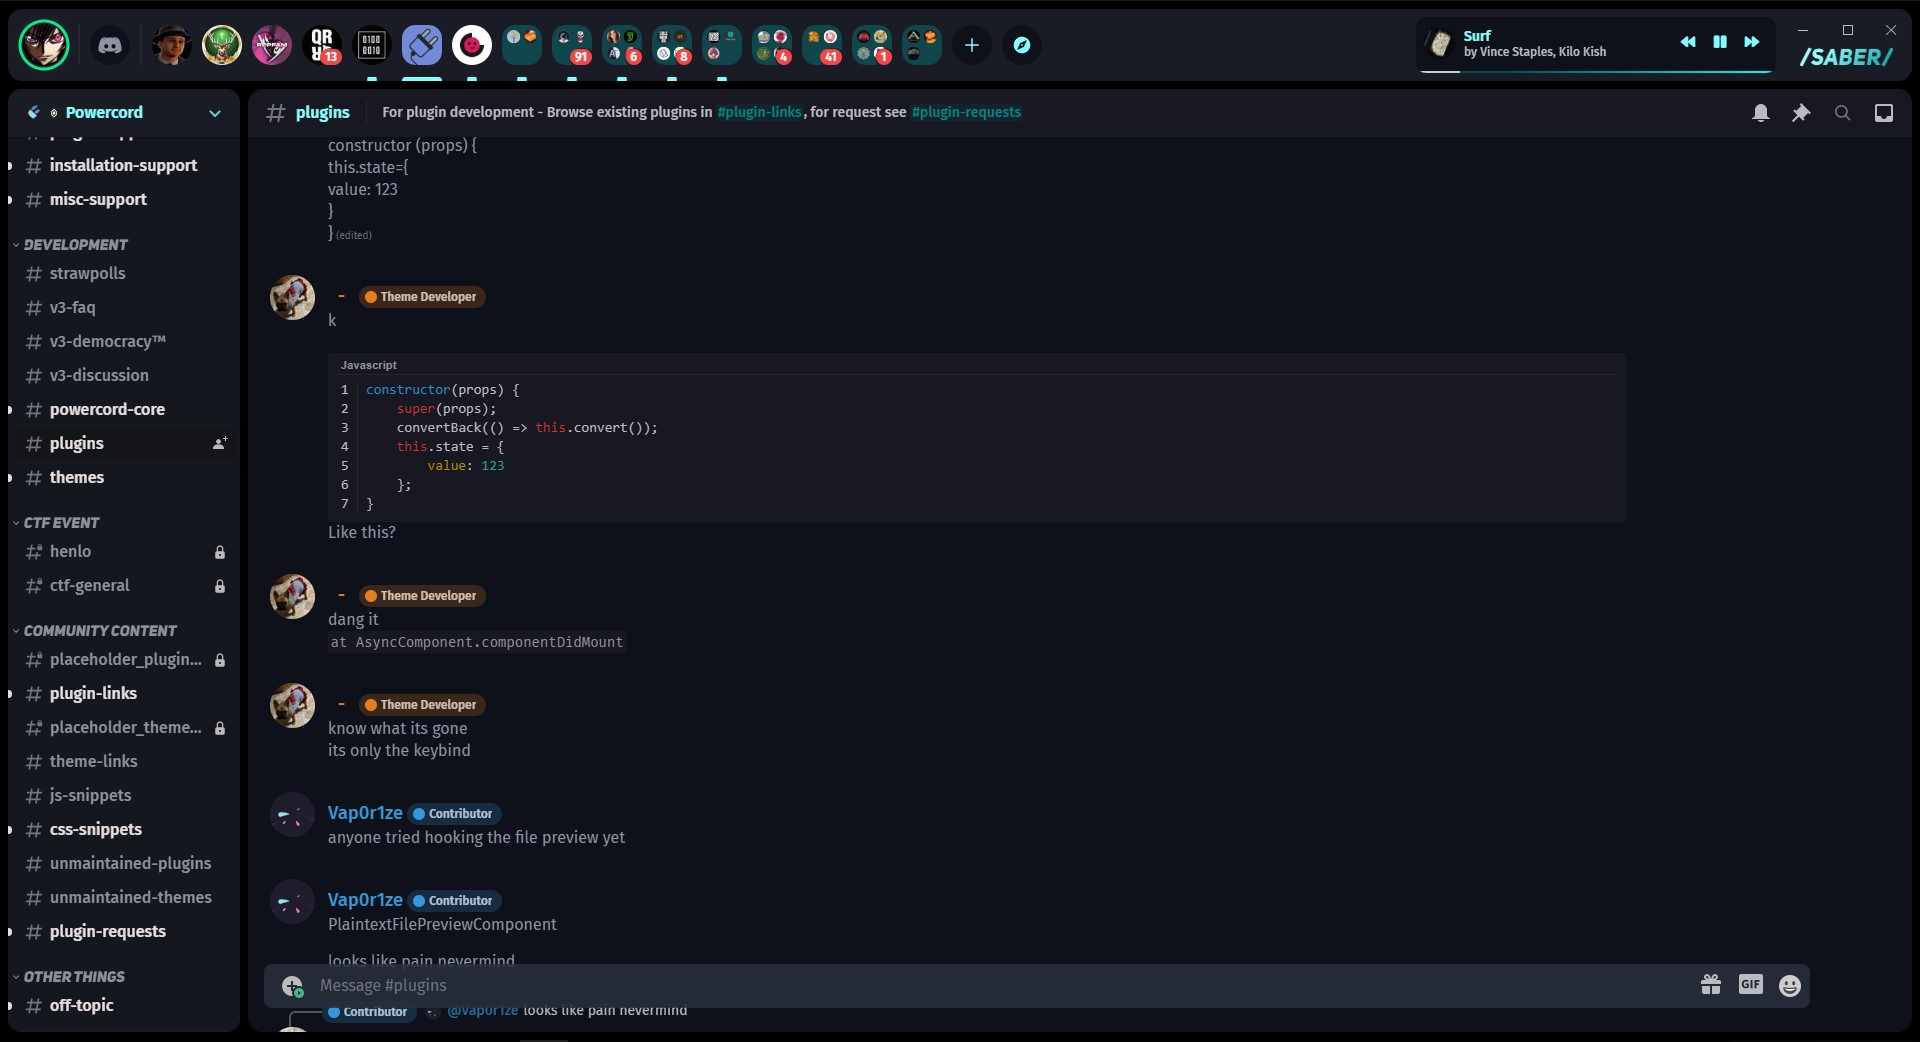 QR
13
0100
0010
91
6
8
4
41
1
Surf
by Vince Staples, Kilo Kish
/SABER/
Powercord
installation-support
misc-support
DEVELOPMENT
strawpolls
v3-faq
v3-democracy™
v3-discussion
powercord-core
plugins
themes
CTF EVENT
henlo
ctf-general
COMMUNITY CONTENT
placeholder_plugin...
plugin-links
placeholder_theme...
theme-links
js-snippets
css-snippets
unmaintained-plugins
unmaintained-themes
plugin-requests
OTHER THINGS
off-topic
plugins
For plugin development - Browse existing plugins in #plugin-links, for request see #plugin-requests
constructor (props) {
this.state={
value: 123
}
} (edited)
- Theme Developer
k
Javascript
1 constructor(props) {
2 super(props);
3 convertBack(() => this.convert());
4 this.state = {
5 value: 123
6 };
7 }
Like this?
- Theme Developer
dang it
at AsyncComponent.componentDidMount
- Theme Developer
know what its gone
its only the keybind
Vap0r1ze Contributor
anyone tried hooking the file preview yet
Vap0r1ze Contributor
PlaintextFilePreviewComponent
looks like pain nevermind
Message #plugins
GIF
Contributor @Vap0r1ze looks like pain nevermind